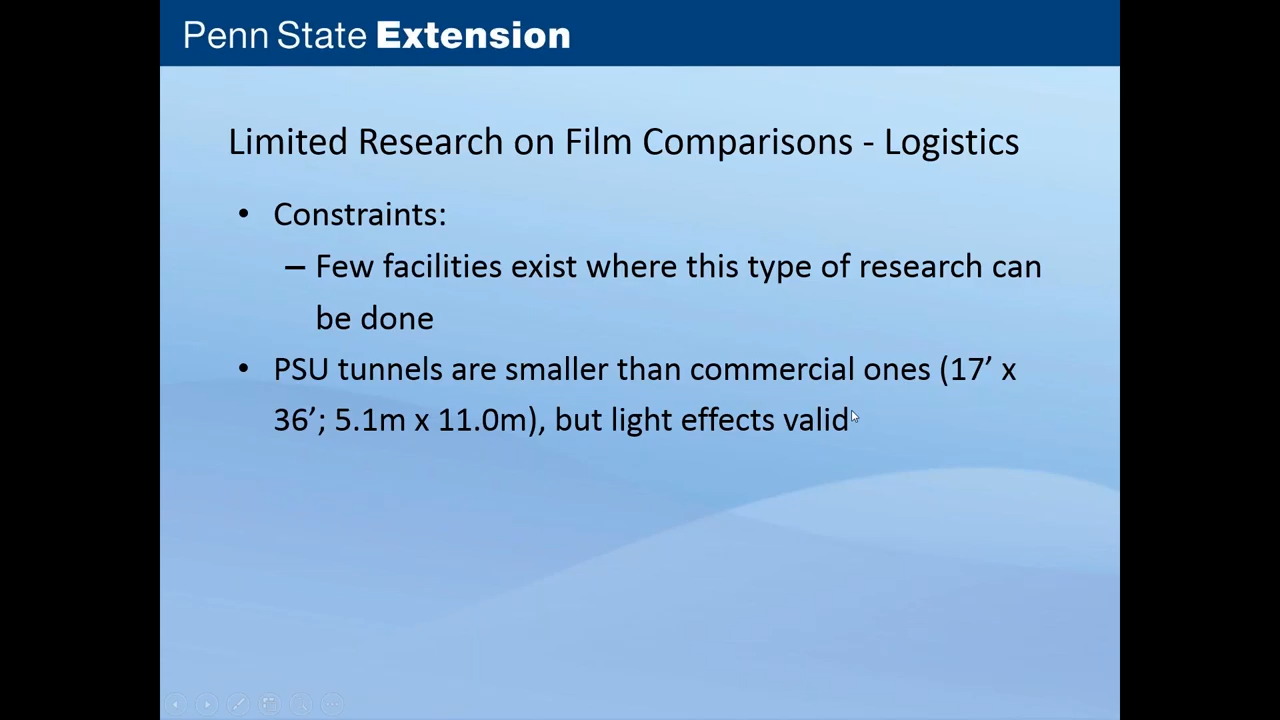 Penn State Extension
Limited Research on Film Comparisons - Logistics
• Constraints:
– Few facilities exist where this type of research can
be done
• PSU tunnels are smaller than commercial ones (17’ x
36’; 5.1m x 11.0m), but light effects valid